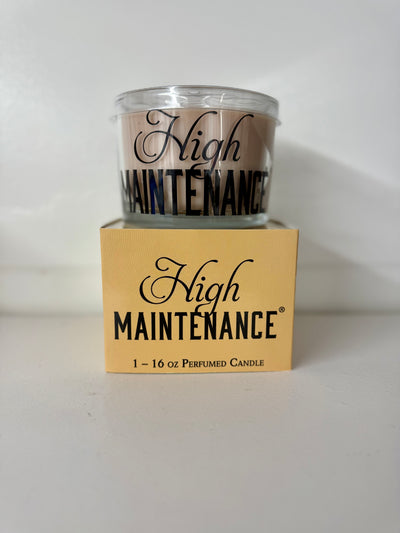 High
MAINTENANCE
High
MAINTENANCE®
1 – 16 OZ PERFUMED CANDLE